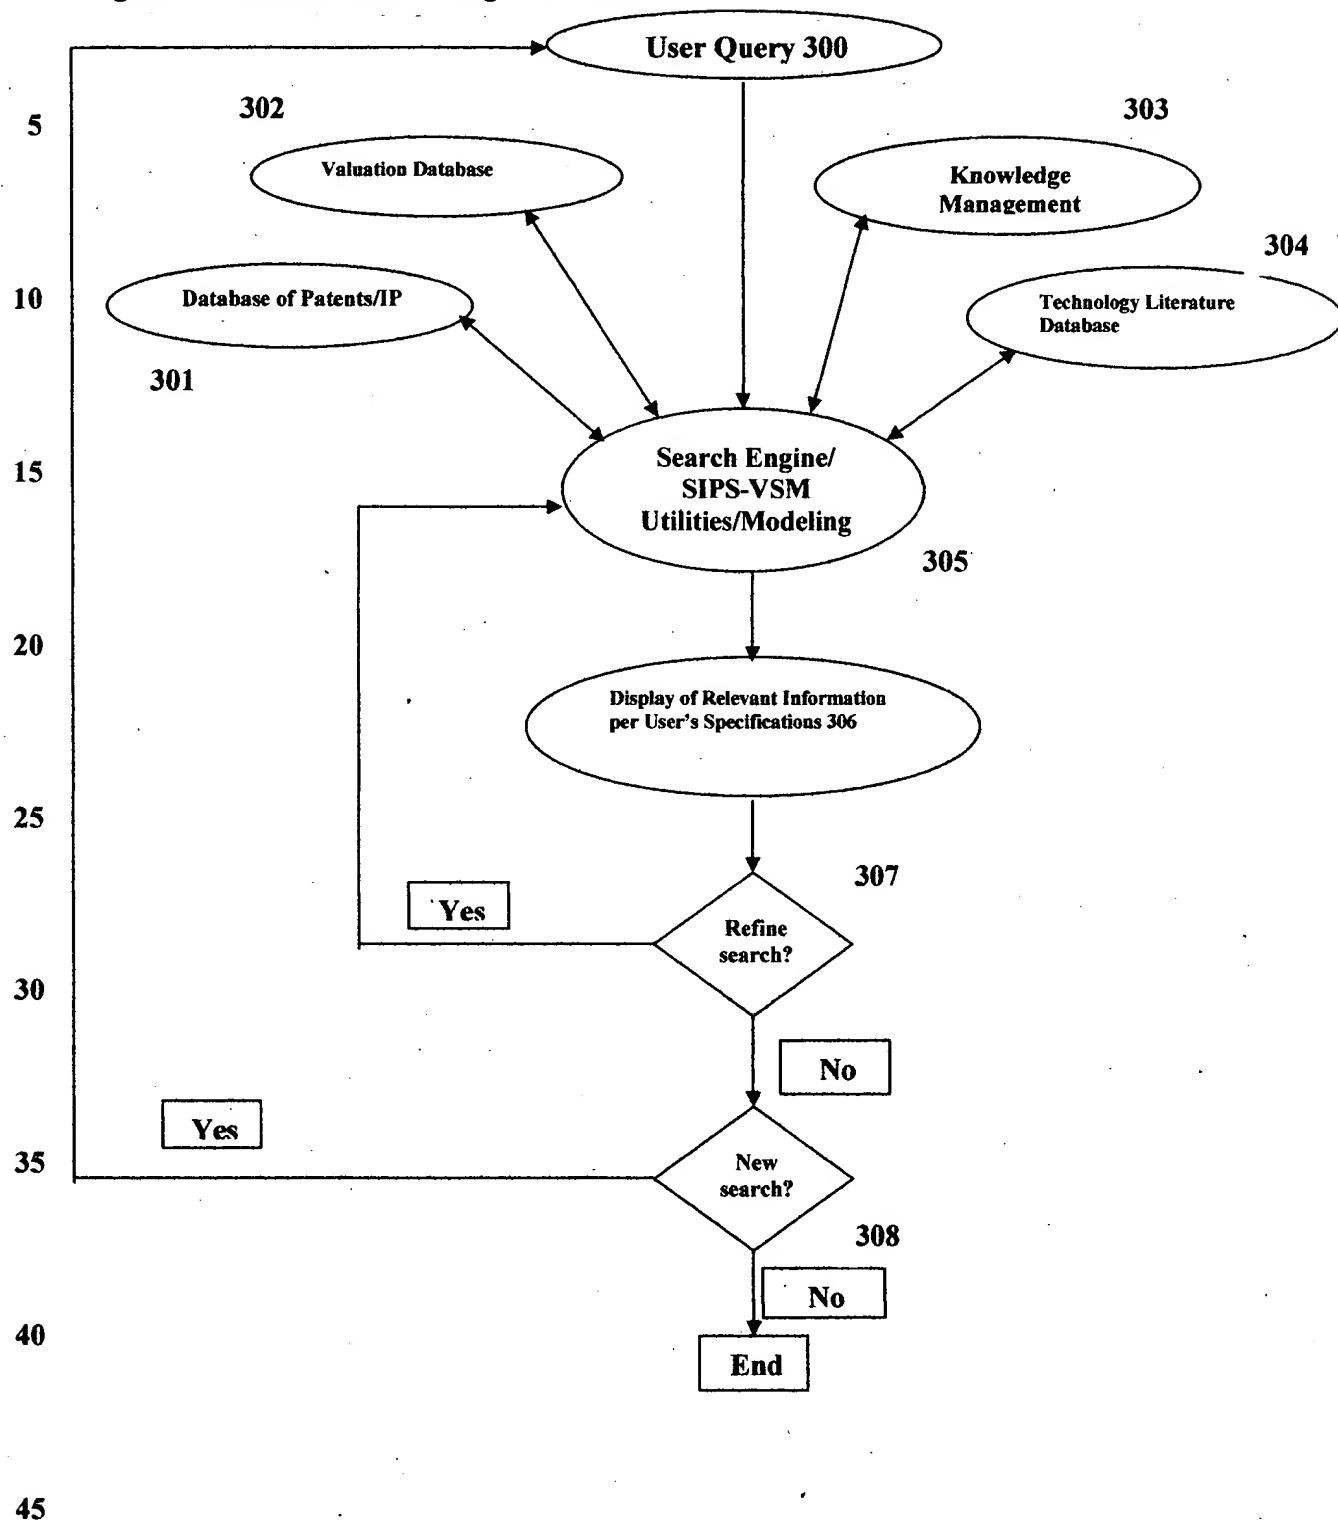 User Query 300
302
303
5
Valuation Database
Knowledge
Management
304
10
Database of Patents/IP
Technology Literature
Database
301
Search Engine/
SIPS-VSM
Utilities/Modeling
15
305
20
Display of Relevant Information
per User's Specifications 306
25
307
Yes
Refine
search?
30
No
Yes
35
New
search?
308
No
40
End
45